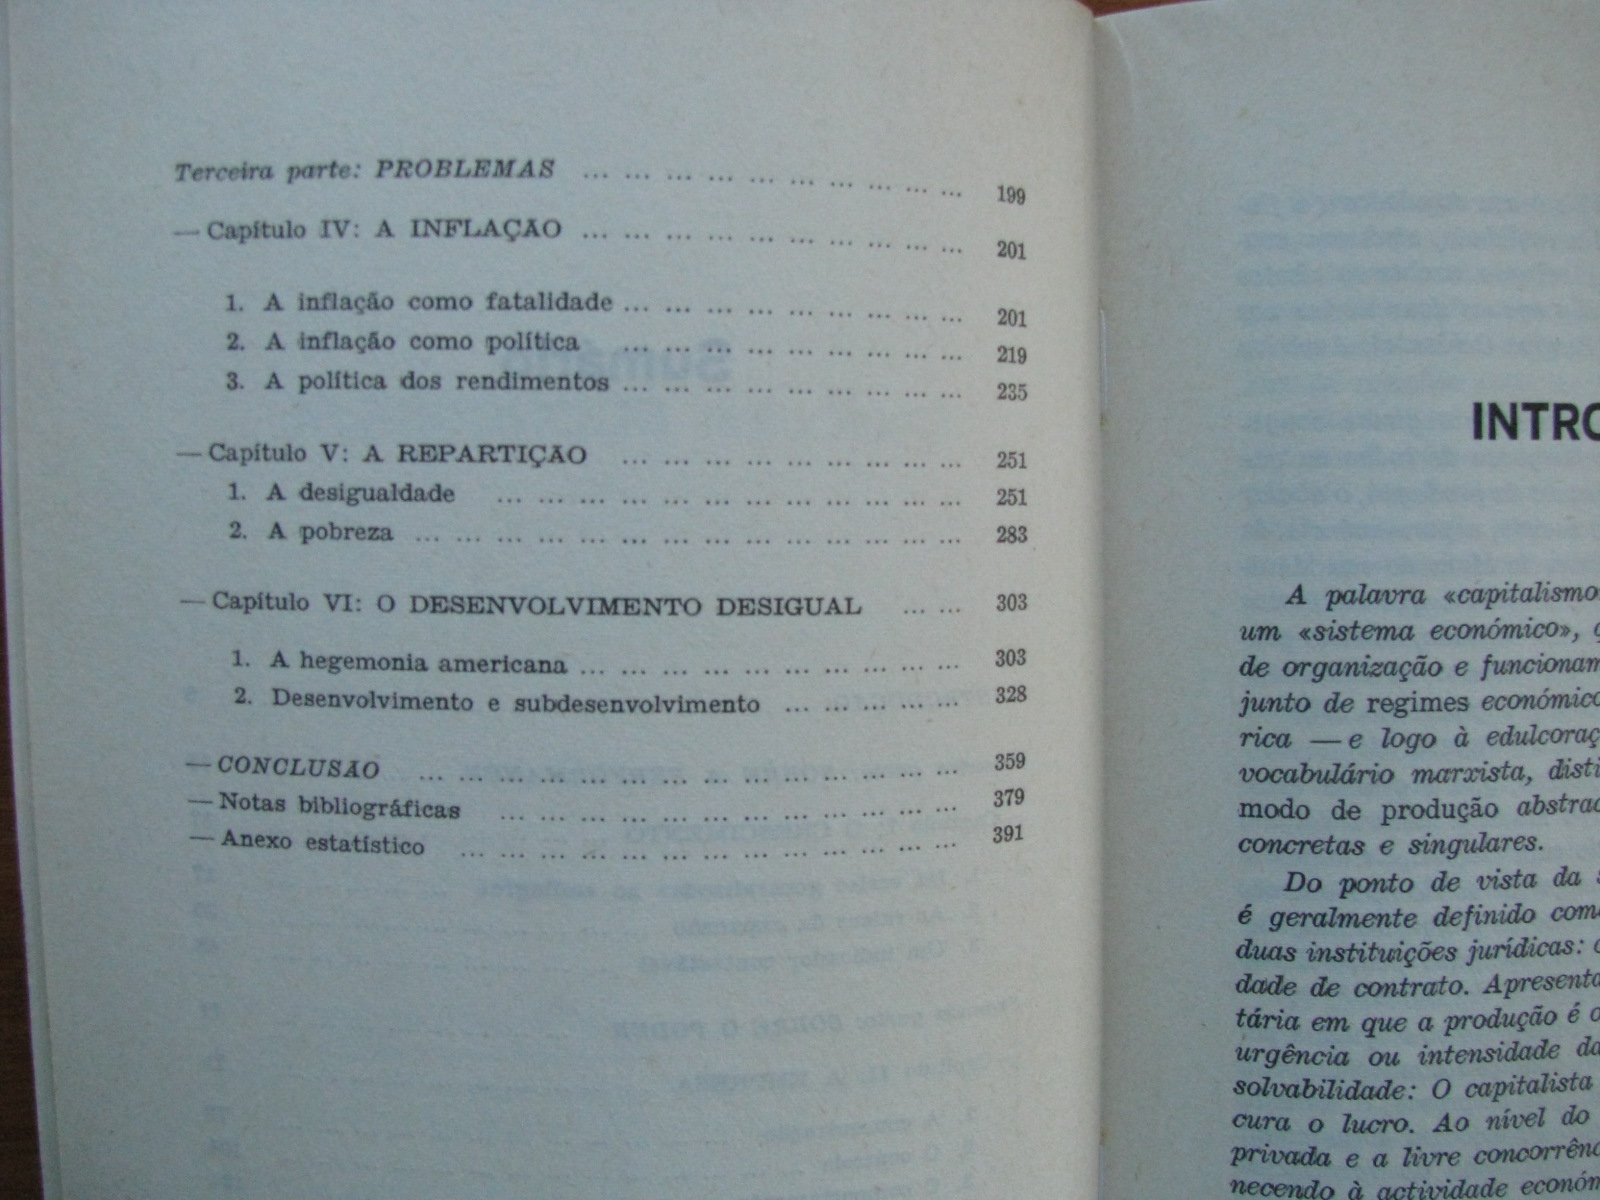 Terceira parte: PROBLEMAS ... ... ... ... ... ... ... ... ... ... 199
— Capítulo IV: A INFLAÇÃO ... ... ... ... ... ... ... ... ... ... 201
1. A inflação como fatalidade ... ... ... ... ... ... ... ... ... 201
2. A inflação como política ... ... ... ... ... ... ... ... ... 219
3. A política dos rendimentos ... ... ... ... ... ... ... ... ... 235
— Capítulo V: A REPARTIÇÃO ... ... ... ... ... ... ... ... ... 251
1. A desigualdade ... ... ... ... ... ... ... ... ... ... ... ... 251
2. A pobreza ... ... ... ... ... ... ... ... ... ... ... ... ... ... 283
— Capítulo VI: O DESENVOLVIMENTO DESIGUAL ... ... 303
1. A hegemonia americana ... ... ... ... ... ... ... ... ... ... 303
2. Desenvolvimento e subdesenvolvimento ... ... ... ... ... 328
— CONCLUSÃO ... ... ... ... ... ... ... ... ... ... ... ... ... ... 359
— Notas bibliográficas ... ... ... ... ... ... ... ... ... ... ... ... 379
— Anexo estatístico ... ... ... ... ... ... ... ... ... ... ... ... ... 391
INTRO
A palavra «capitalismo
um «sistema económico»,
de organização e funcionam
junto de regimes económico
rica — e logo à edulcoraç
vocabulário marxista, disti
modo de produção abstrac
concretas e singulares.
Do ponto de vista da
é geralmente definido com
duas instituições jurídicas:
dade de contrato. Apresenta
tária em que a produção é o
urgência ou intensidade da
solvabilidade: O capitalista
cura o lucro. Ao nível do
privada e a livre concorrênc
necendo à actividade económ